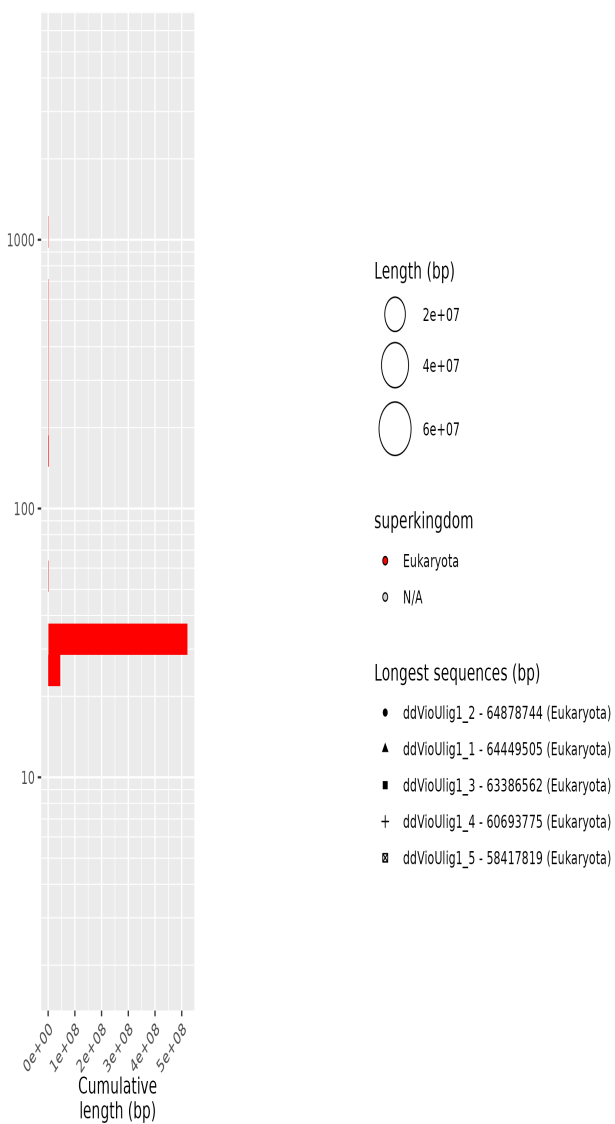 1000
100
10
0e+00
1e+08
2e+08
3e+08
4e+08
5e+08
Cumulative
length (bp)
Length (bp)
2e+07
4e+07
6e+07
superkingdom
Eukaryota
N/A
Longest sequences (bp)
ddVioUlig1_2 - 64878744 (Eukaryota)
ddVioUlig1_1 - 64449505 (Eukaryota)
ddVioUlig1_3 - 63386562 (Eukaryota)
ddVioUlig1_4 - 60693775 (Eukaryota)
ddVioUlig1_5 - 58417819 (Eukaryota)